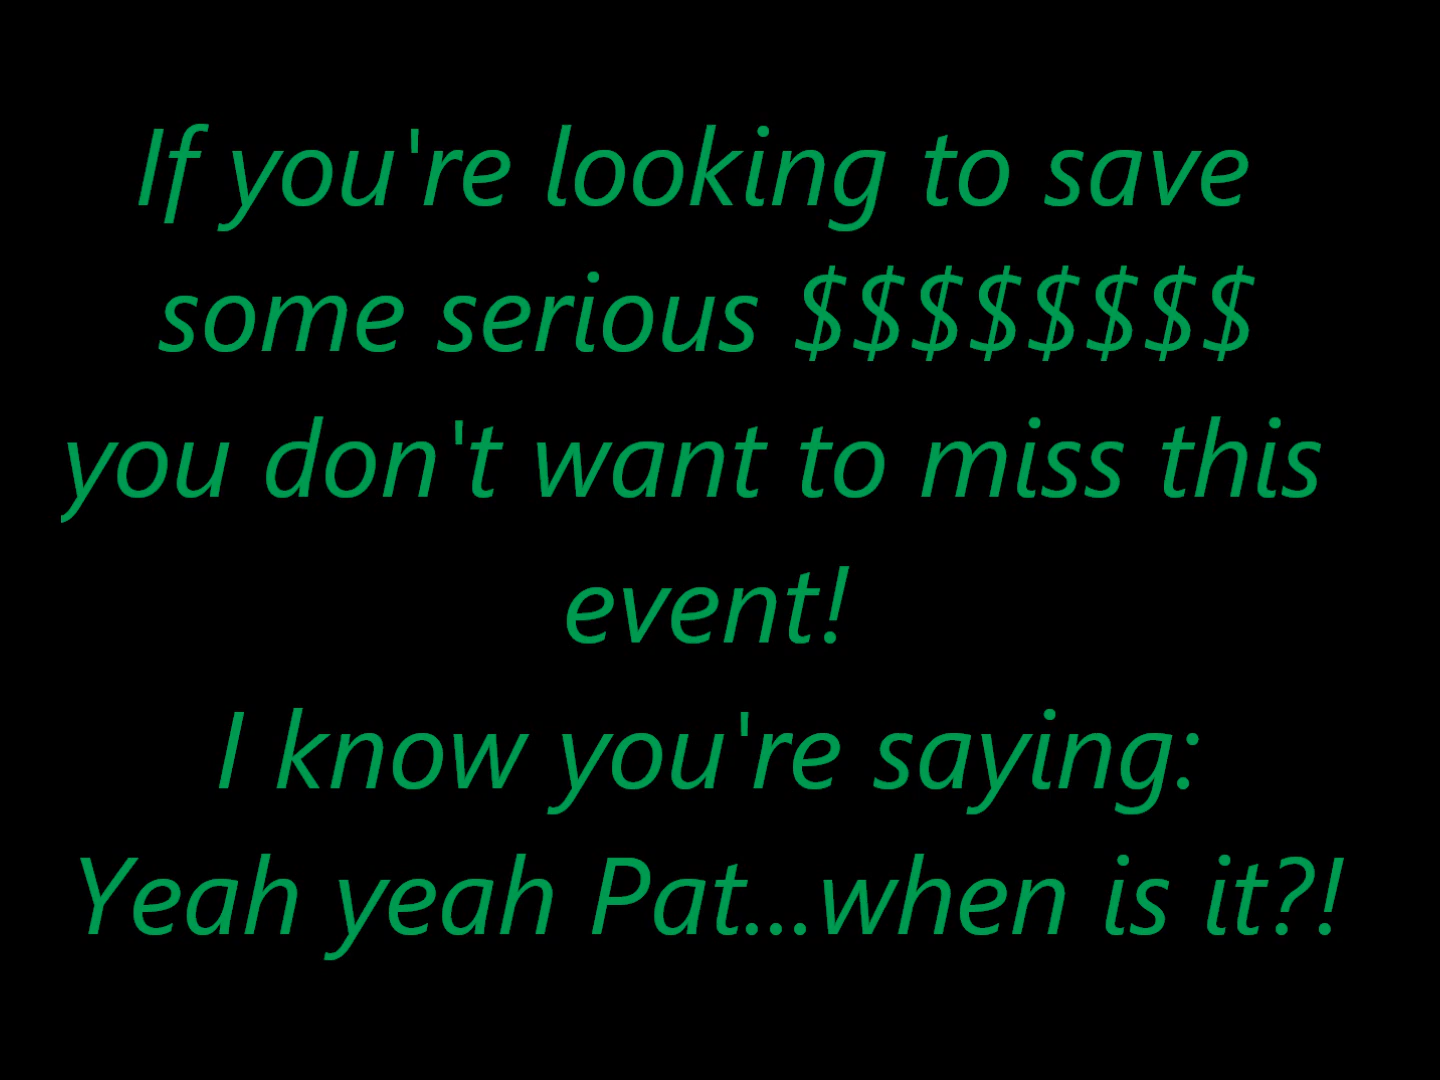 If you're looking to save
some serious $$$$$$$$
you don't want to miss this
event!
I know you're saying:
Yeah yeah Pat...when is it?!